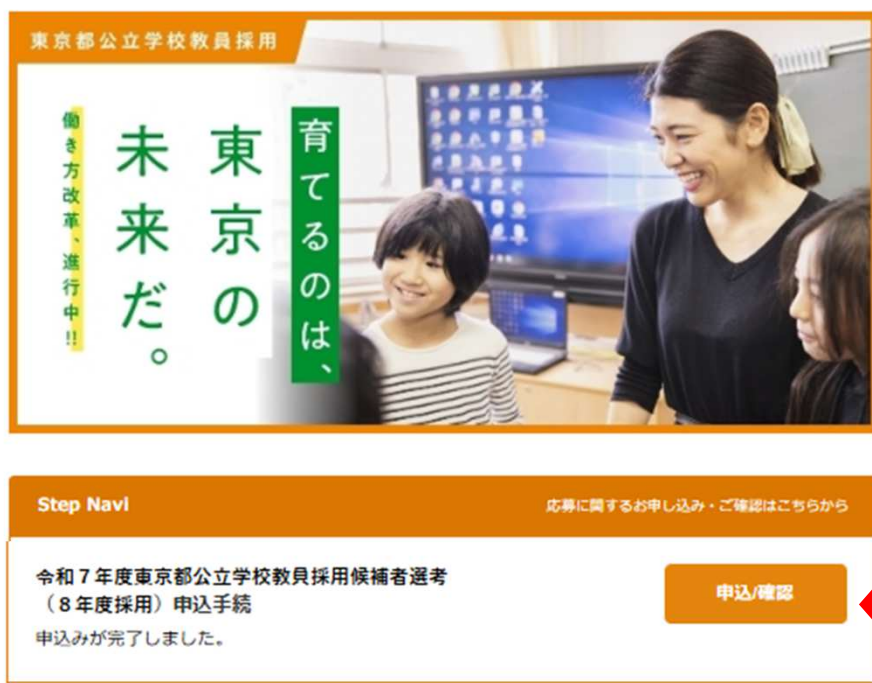 東京都公立学校教員採用
育てるのは、
東京の
未来だ。
働き方改革、進行中!!
Step Navi
応募に関するお申し込み・ご確認はこちらから
令和7年度東京都公立学校教員採用候補者選考
（8年度採用）申込手続
申込/確認
申込みが完了しました。